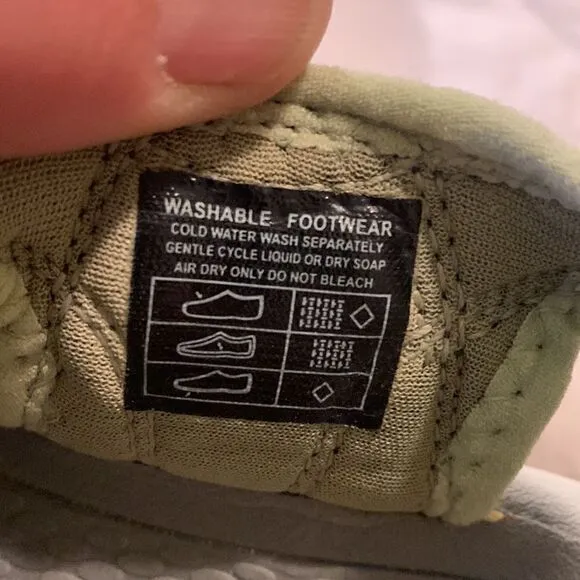 WASHABLE FOOTWEAR
COLD WATER WASH SEPARATELY
GENTLE CYCLE LIQUID OR DRY SOAP
AIR DRY ONLY DO NOT BLEACH